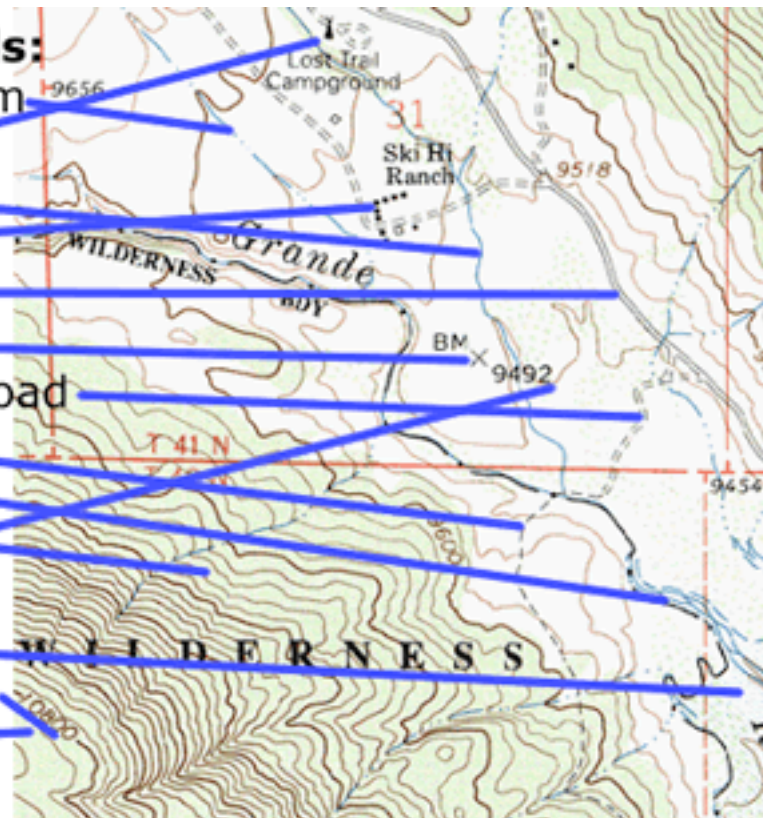 s:
m
9656
Lost Trail
Campground
31
Ski Hi
Ranch
9518
Grande
WILDERNESS
BDY
BM
9492
oad
T 41 N
9454
9600
WILDERNESS
10800